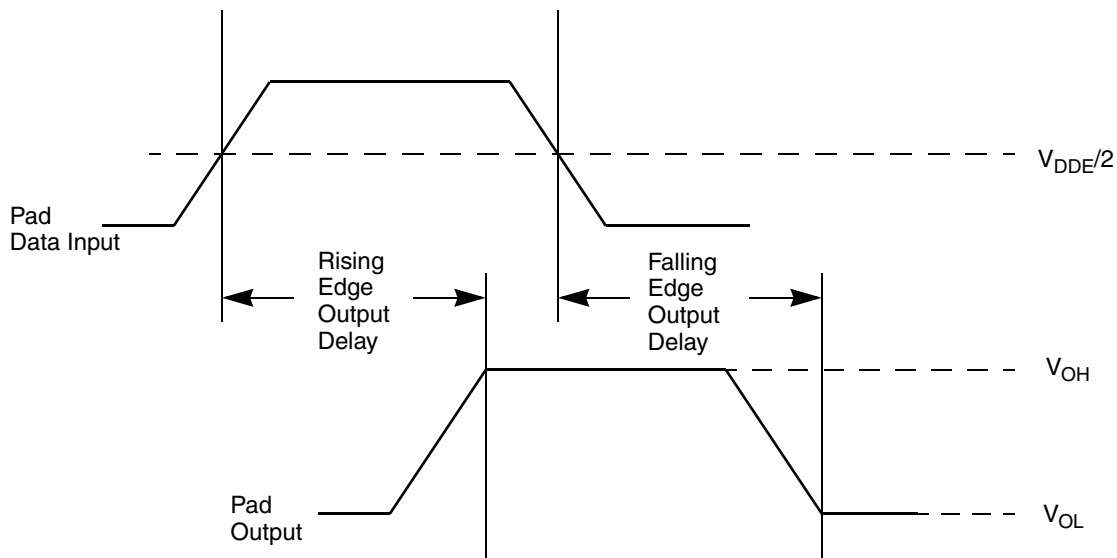 V_DDE/2
Pad
Data Input
Rising
Edge
Output
Delay
Falling
Edge
Output
Delay
V_OH
Pad
Output
V_OL